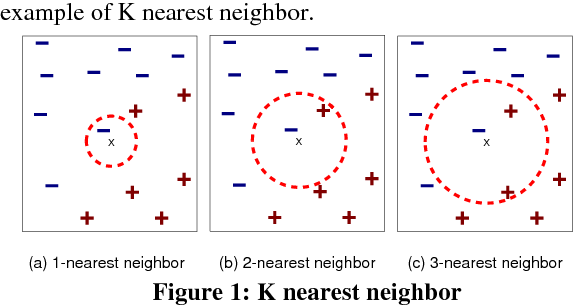 example of K nearest neighbor.
x
x
x
(a) 1-nearest neighbor
(b) 2-nearest neighbor
(c) 3-nearest neighbor
Figure 1: K nearest neighbor